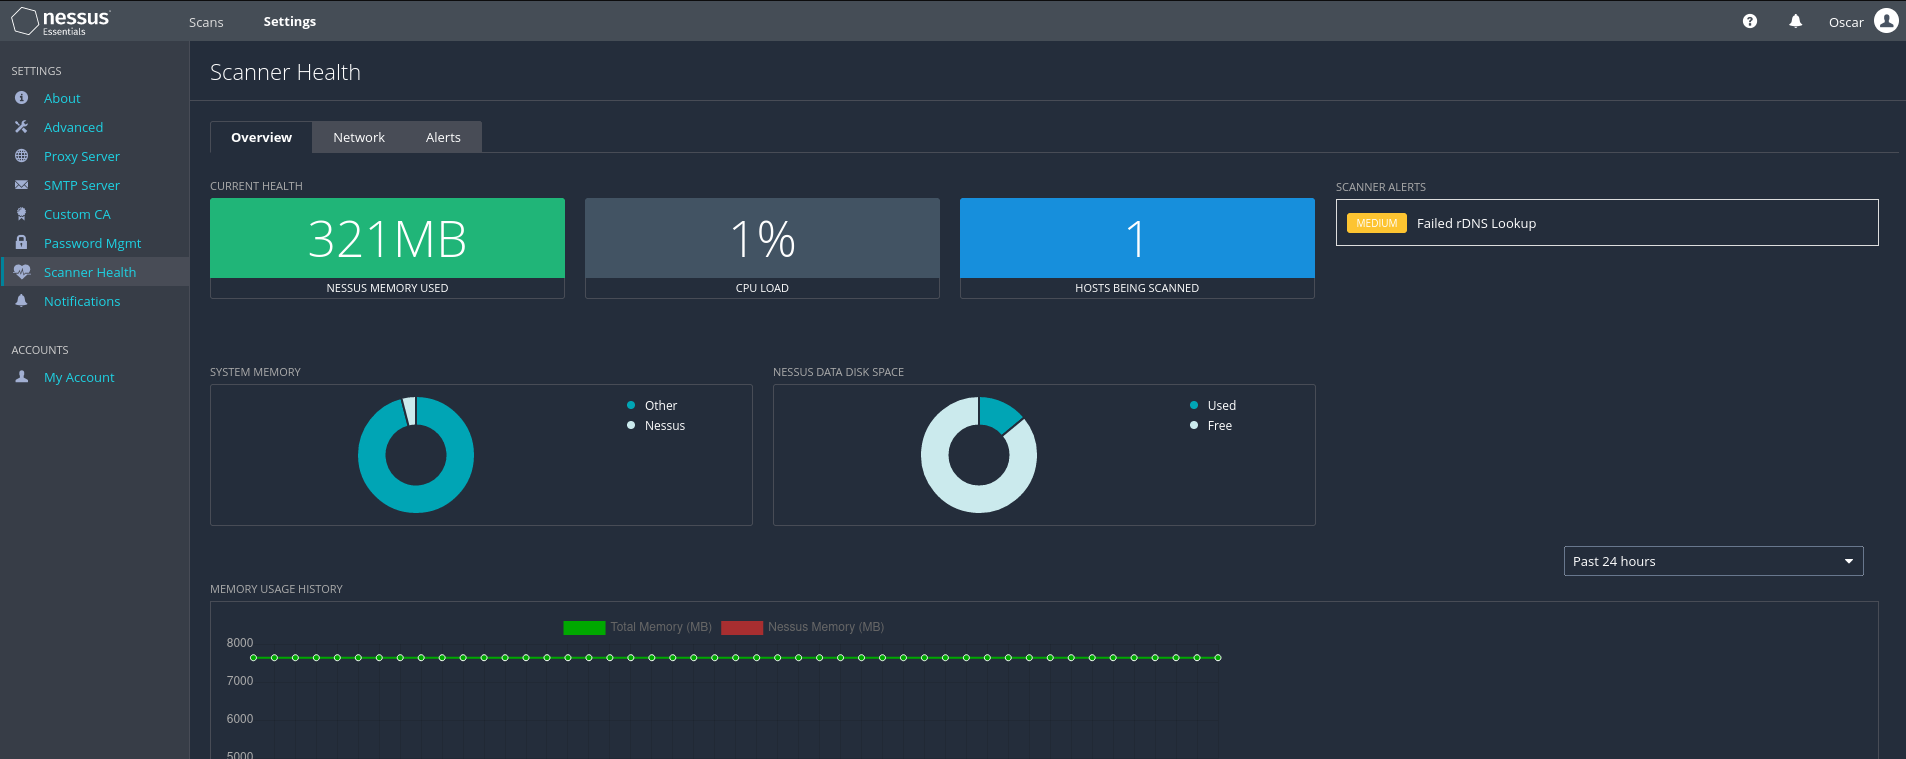 nessus
Essentials
Scans
Settings
Oscar
SETTINGS
About
Advanced
Proxy Server
SMTP Server
Custom CA
Password Mgmt
Scanner Health
Notifications
ACCOUNTS
My Account
Scanner Health
Overview
Network
Alerts
CURRENT HEALTH
321MB
NESSUS MEMORY USED
1%
CPU LOAD
1
HOSTS BEING SCANNED
SCANNER ALERTS
MEDIUM Failed rDNS Lookup
SYSTEM MEMORY
Other
Nessus
NESSUS DATA DISK SPACE
Used
Free
Past 24 hours
MEMORY USAGE HISTORY
Total Memory (MB) Nessus Memory (MB)
8000
7000
6000
5000